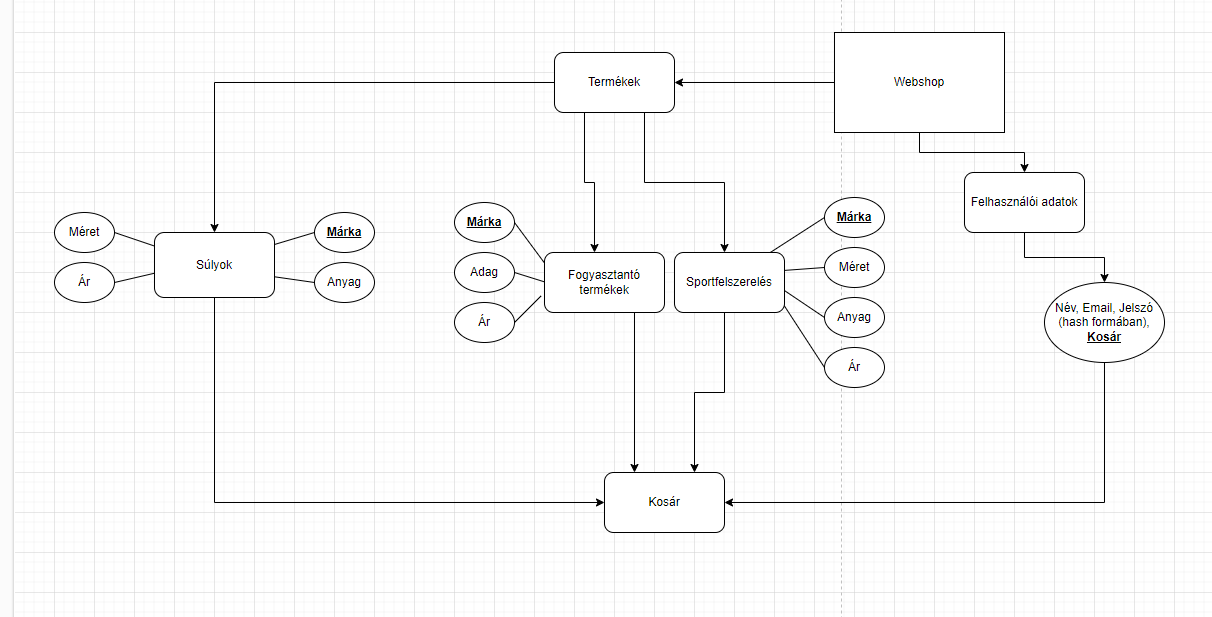 Termékek
Webshop
Felhasználói adatok
Méret
Ár
Súlyok
Márka
Anyag
Márka
Adag
Ár
Fogyasztantó
termékek
Sportfelszerelés
Márka
Méret
Anyag
Ár
Név, Email, Jelszó
(hash formában),
Kosár
Kosár